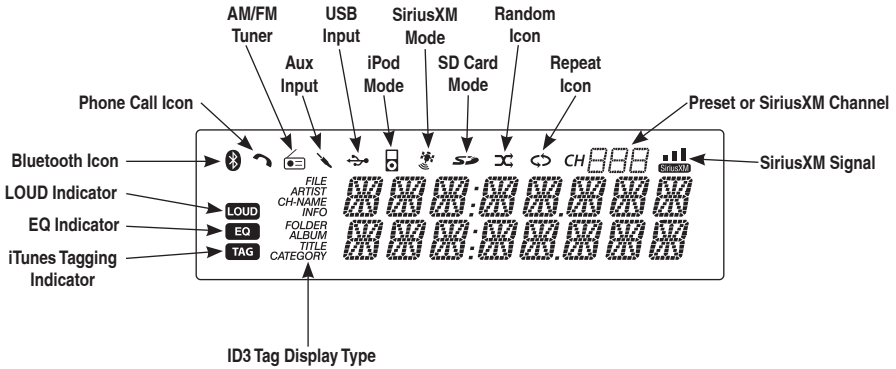 AM/FM
Tuner
USB
Input
SiriusXM
Mode
Random
Icon
Aux
Input
iPod
Mode
SD Card
Mode
Repeat
Icon
Phone Call Icon
Preset or SiriusXM Channel
Bluetooth Icon
CH
SiriusXM
SiriusXM Signal
LOUD Indicator
LOUD
FILE
ARTIST
CH-NAME
INFO
EQ Indicator
EQ
FOLDER
ALBUM
TITLE
CATEGORY
iTunes Tagging
Indicator
TAG
ID3 Tag Display Type